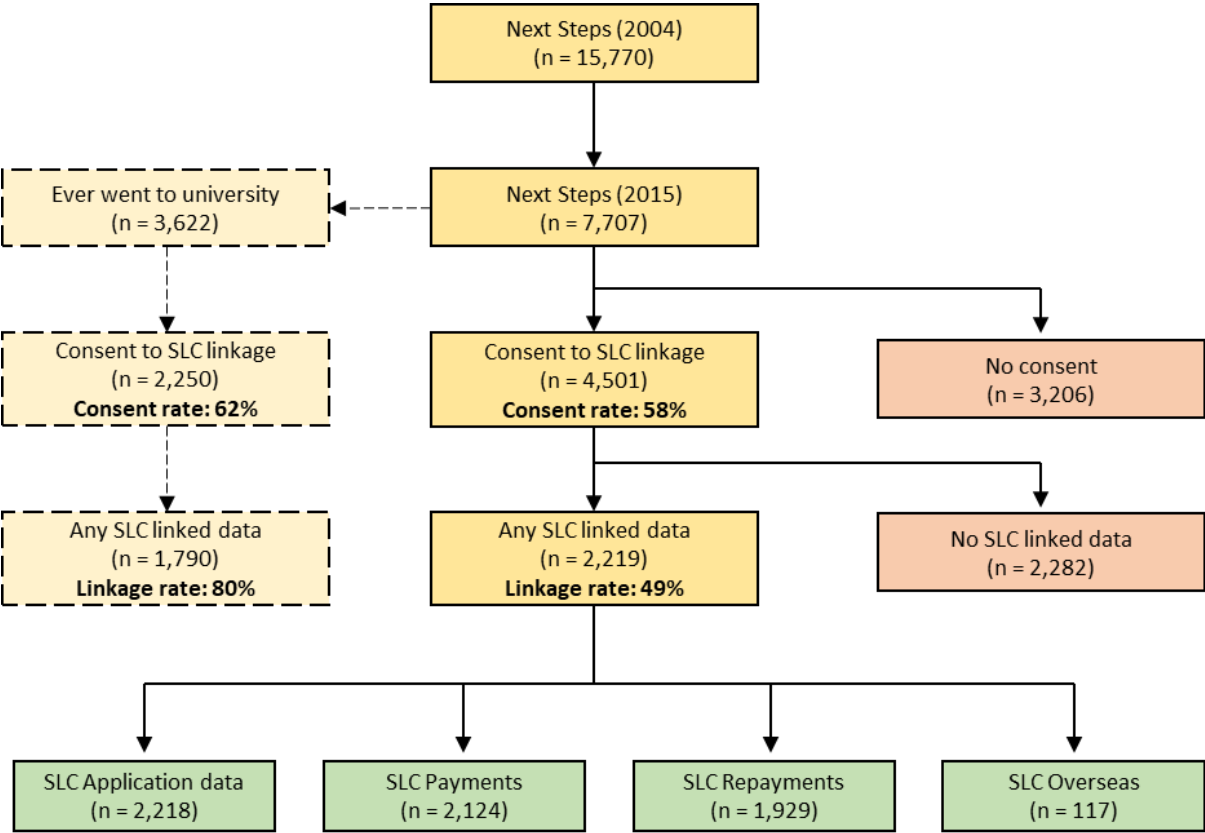 Next Steps (2004)
(n = 15,770)
Ever went to university
(n = 3,622)
Next Steps (2015)
(n = 7,707)
Consent to SLC linkage
(n = 2,250)
Consent rate: 62%
Consent to SLC linkage
(n = 4,501)
Consent rate: 58%
No consent
(n = 3,206)
Any SLC linked data
(n = 1,790)
Linkage rate: 80%
Any SLC linked data
(n = 2,219)
Linkage rate: 49%
No SLC linked data
(n = 2,282)
SLC Application data
(n = 2,218)
SLC Payments
(n = 2,124)
SLC Repayments
(n = 1,929)
SLC Overseas
(n = 117)